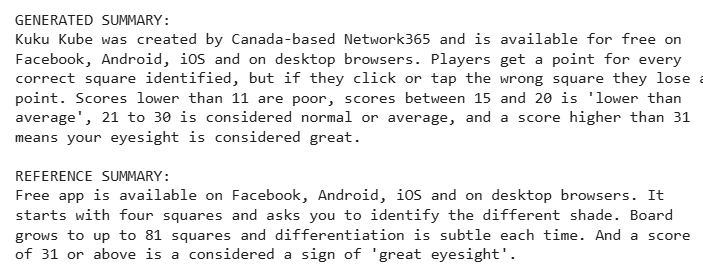 GENERATED SUMMARY:
Kuku Kube was created by Canada-based Network365 and is available for free on
Facebook, Android, iOS and on desktop browsers. Players get a point for every
correct square identified, but if they click or tap the wrong square they lose a
point. Scores lower than 11 are poor, scores between 15 and 20 is 'lower than
average', 21 to 30 is considered normal or average, and a score higher than 31
means your eyesight is considered great.

REFERENCE SUMMARY:
Free app is available on Facebook, Android, iOS and on desktop browsers. It
starts with four squares and asks you to identify the different shade. Board
grows to up to 81 squares and differentiation is subtle each time. And a score
of 31 or above is a considered a sign of 'great eyesight'.